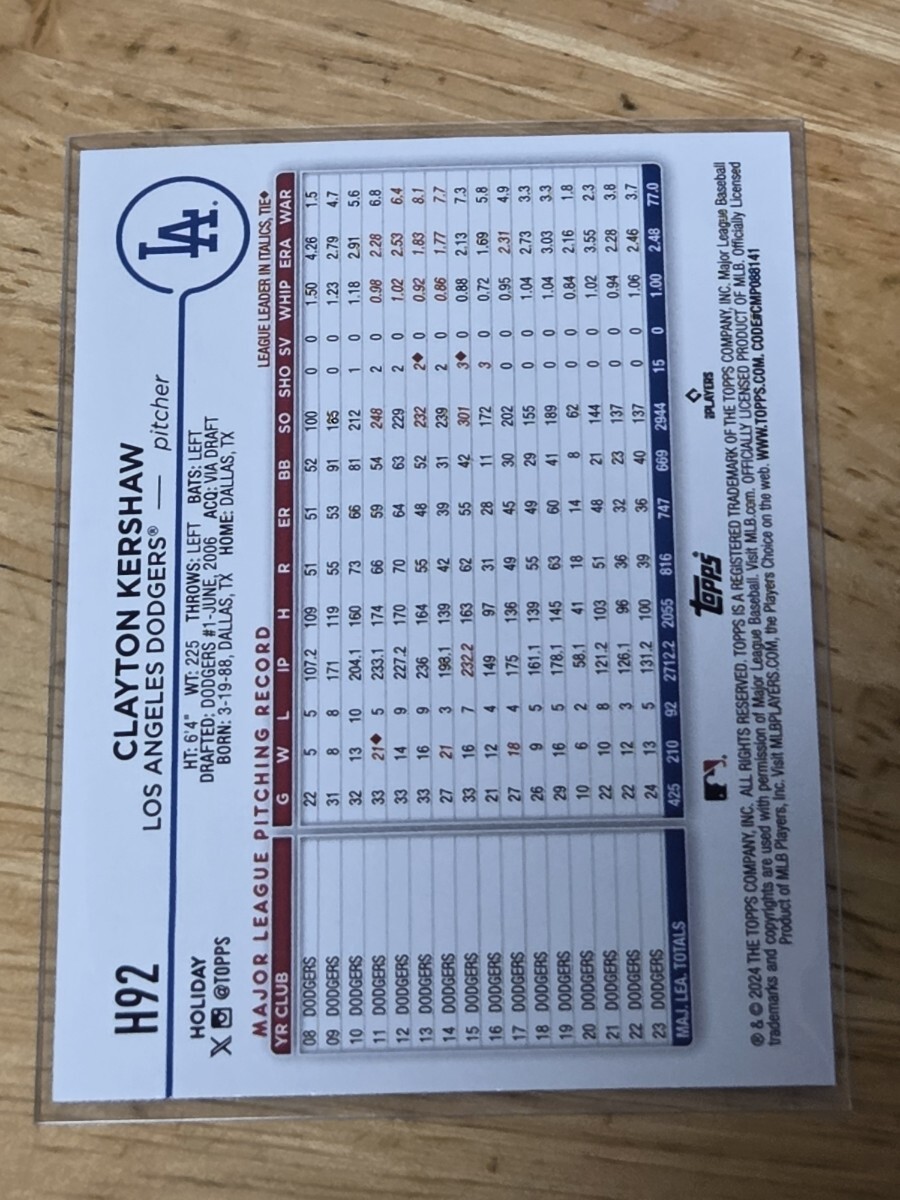 H92
CLAYTON KERSHAW
LOS ANGELES DODGERS® — pitcher
LA
HOLIDAY
X @TOPPS
HT: 6'4" WT: 225 THROWS: LEFT BATS: LEFT
DRAFTED: DODGERS #1-JUNE, 2006 ACQ: VIA DRAFT
BORN: 3-19-88, DALLAS, TX HOME: DALLAS, TX
MAJOR LEAGUE PITCHING RECORD LEAGUE LEADER IN ITALICS, TIE♦
YR CLUB G W L IP H R ER BB SO SHO SV WHIP ERA WAR
08 DODGERS 22 5 5 107.2 109 51 51 52 100 0 0 1.50 4.26 1.5
09 DODGERS 31 8 8 171 119 55 53 91 185 0 0 1.23 2.79 4.7
10 DODGERS 32 13 10 204.1 160 73 66 81 212 1 0 1.18 2.91 5.6
11 DODGERS 33 21♦ 5 233.1 174 66 59 54 248 2 0 0.98 2.28 6.8
12 DODGERS 33 14 9 227.2 170 70 64 63 229 2 0 1.02 2.53 6.4
13 DODGERS 33 16 9 236 164 55 48 52 232 2♦ 0 0.92 1.83 8.1
14 DODGERS 27 21 3 198.1 139 42 39 31 239 2 0 0.86 1.77 7.7
15 DODGERS 33 16 7 232.2 163 62 55 42 301 3♦ 0 0.88 2.13 7.3
16 DODGERS 21 12 4 149 97 31 28 11 172 3 0 0.72 1.69 5.8
17 DODGERS 27 18 4 175 136 49 45 30 202 0 0 0.95 2.31 4.9
18 DODGERS 26 9 5 161.1 139 55 49 29 155 0 0 1.04 2.73 3.3
19 DODGERS 29 16 5 178.1 145 63 60 41 189 0 0 1.04 3.03 3.3
20 DODGERS 10 6 2 58.1 41 18 14 8 62 0 0 0.84 2.16 1.8
21 DODGERS 22 10 8 121.2 103 51 48 21 144 0 0 1.02 3.55 2.3
22 DODGERS 22 12 3 126.1 96 36 32 23 137 0 0 0.94 2.28 3.8
23 DODGERS 24 13 5 131.2 100 39 36 40 137 0 0 1.06 2.46 3.7
MAJ. LEA. TOTALS 425 210 92 2712.2 2055 816 747 669 2944 15 0 1.00 2.48 77.0
TOPPS®
PLAYERS
® & © 2024 THE TOPPS COMPANY, INC. ALL RIGHTS RESERVED. TOPPS IS A REGISTERED TRADEMARK OF THE TOPPS COMPANY, INC. Major League Baseball
trademarks and copyrights are used with permission of Major League Baseball. Visit MLB.com. OFFICIALLY LICENSED PRODUCT OF MLB. Officially Licensed
Product of MLB Players, Inc. Visit MLBPLAYERS.COM, the Players Choice on the web. WWW.TOPPS.COM. CODE#CMP088141